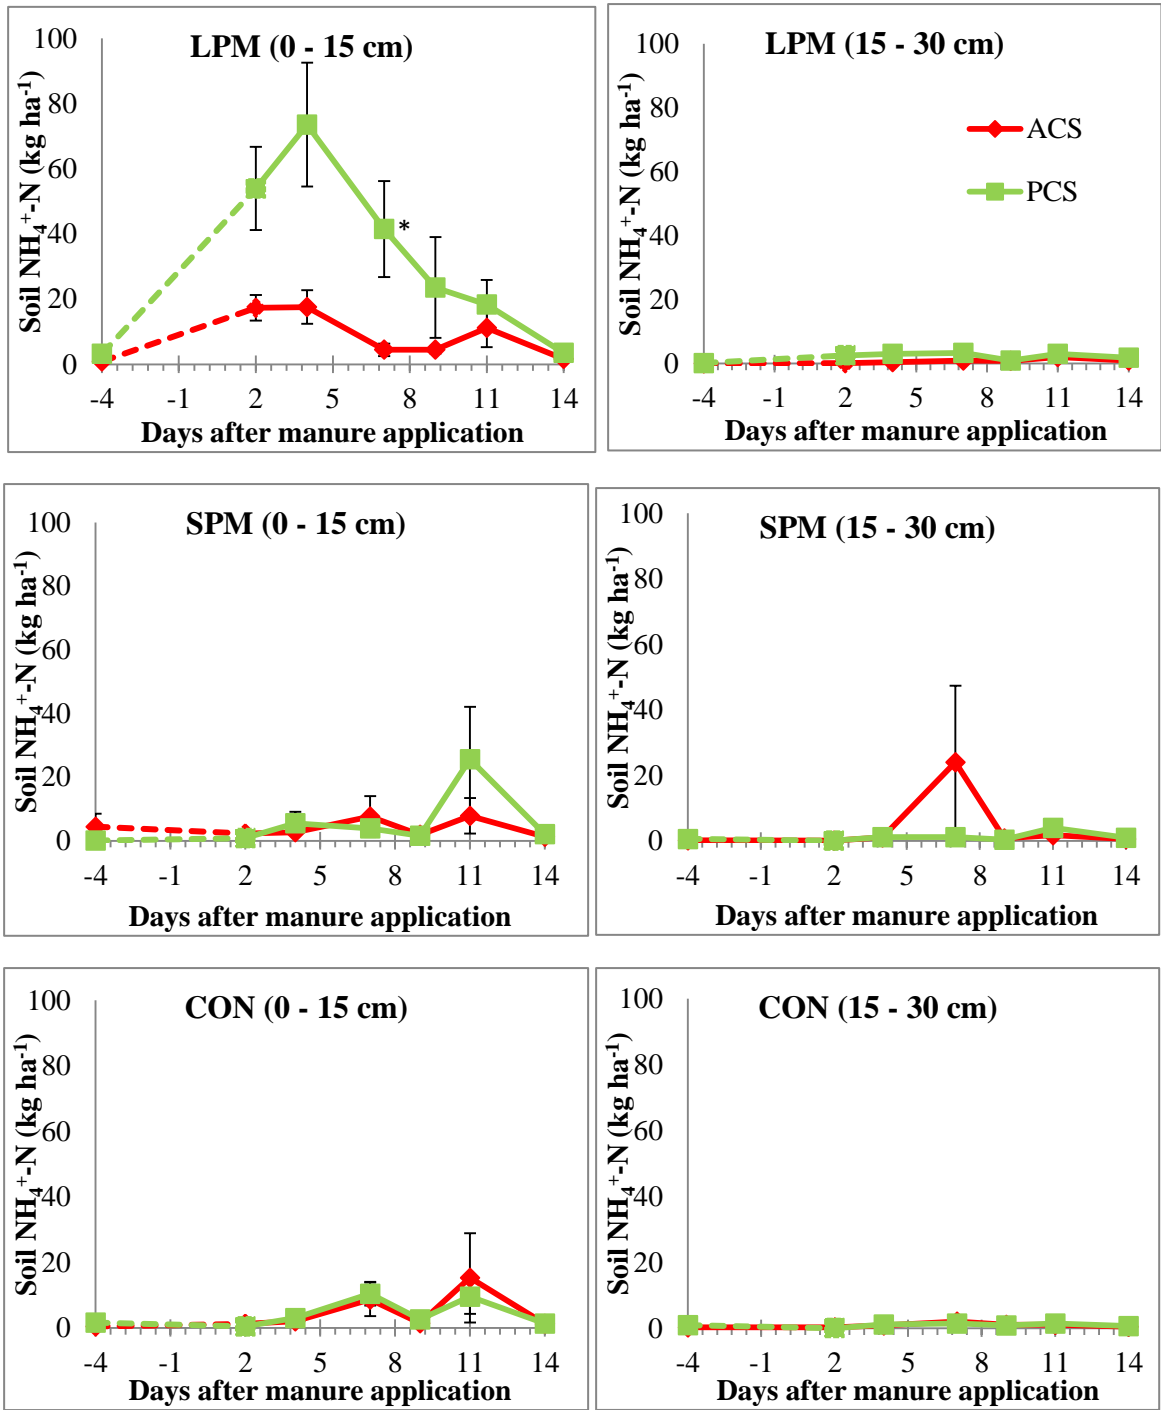 LPM (0 - 15 cm)
Soil NH₄⁺-N (kg ha⁻¹)
100
80
60
40
20
0
*
-4 -1 2 5 8 11 14
Days after manure application
LPM (15 - 30 cm)
Soil NH₄⁺-N (kg ha⁻¹)
100
80
60
40
20
0
ACS
PCS
-4 -1 2 5 8 11 14
Days after manure application
SPM (0 - 15 cm)
Soil NH₄⁺-N (kg ha⁻¹)
100
80
60
40
20
0
-4 -1 2 5 8 11 14
Days after manure application
SPM (15 - 30 cm)
Soil NH₄⁺-N (kg ha⁻¹)
100
80
60
40
20
0
-4 -1 2 5 8 11 14
Days after manure application
CON (0 - 15 cm)
Soil NH₄⁺-N (kg ha⁻¹)
100
80
60
40
20
0
-4 -1 2 5 8 11 14
Days after manure application
CON (15 - 30 cm)
Soil NH₄⁺-N (kg ha⁻¹)
100
80
60
40
20
0
-4 -1 2 5 8 11 14
Days after manure application